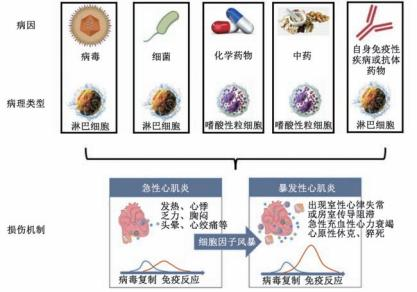 病因
病毒
细菌
化学药物
中药
自身免疫性
疾病或抗体
药物
病理类型
淋巴细胞
淋巴细胞
嗜酸性粒细胞
嗜酸性粒细胞
淋巴细胞
损伤机制
急性心肌炎
发热、心悸
乏力、胸闷
头晕、心绞痛等
病毒复制 免疫反应
细胞因子风暴
暴发性心肌炎
出现室性心律失常
或房室传导阻滞
急性充血性心力衰竭
心原性休克、猝死
病毒复制 免疫反应